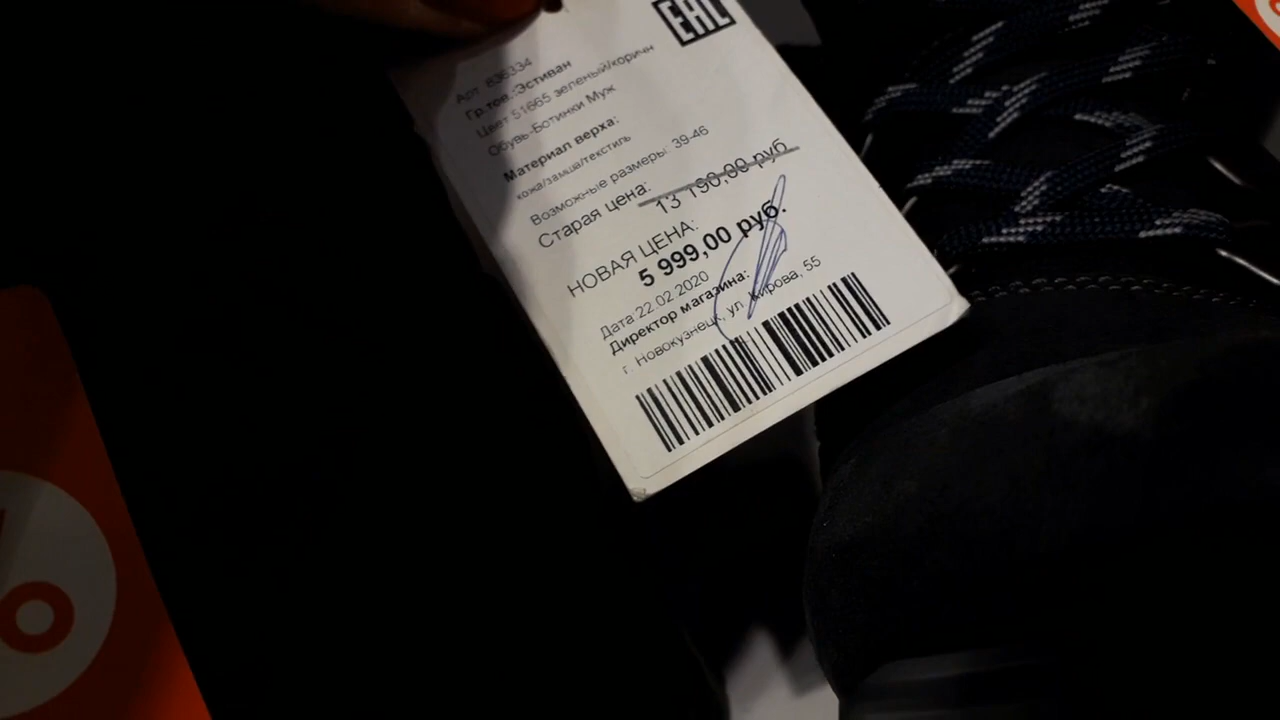 EAC
Арт. 636334
Гр.тов.:Эстиван
Цвет 51665 зеленый/коричн
Обувь-Ботинки Муж
Материал верха:
кожа/замша/текстиль
Возможные размеры: 39-46
Старая цена: 13 190,00 руб.
НОВАЯ ЦЕНА:
5 999,00 руб.
Дата 22.02.2020
Директор магазина:
г. Новокузнецк, ул. Кирова, 55
%